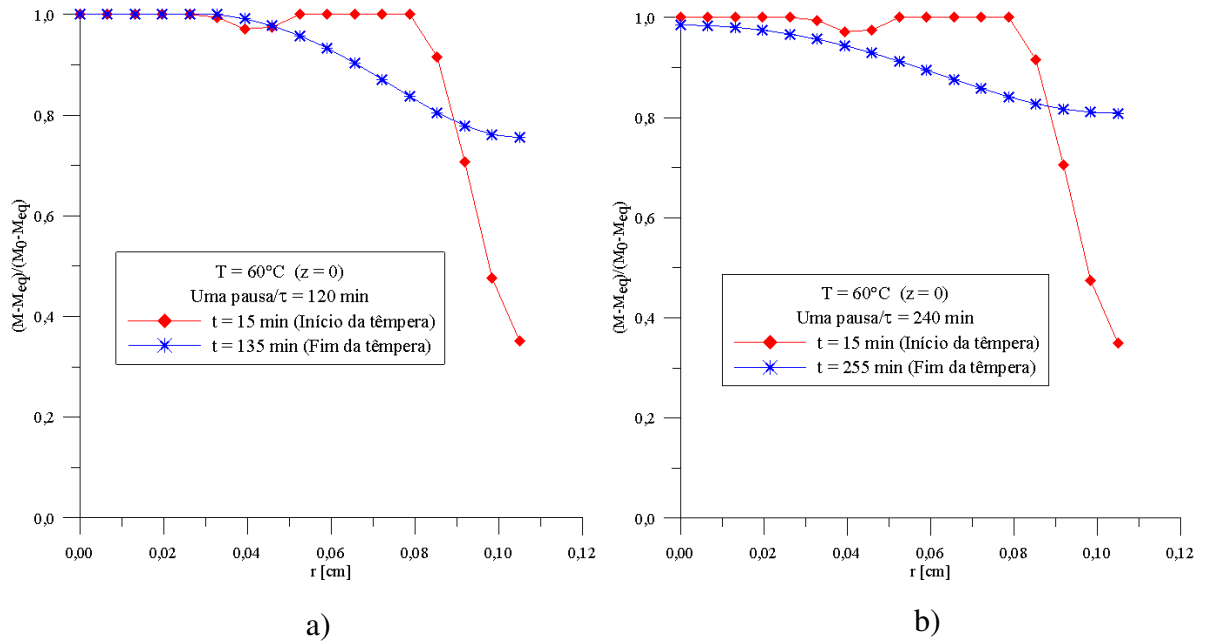 1,0
0,8
0,6
0,4
0,2
0,0
(M-Meq)/(M0-Meq)
T = 60°C (z = 0)
Uma pausa/τ = 120 min
t = 15 min (Início da têmpera)
t = 135 min (Fim da têmpera)
0,00 0,02 0,04 0,06 0,08 0,10 0,12
r [cm]
a)
1,0
0,8
0,6
0,4
0,2
0,0
(M-Meq)/(M0-Meq)
T = 60°C (z = 0)
Uma pausa/τ = 240 min
t = 15 min (Início da têmpera)
t = 255 min (Fim da têmpera)
0,00 0,02 0,04 0,06 0,08 0,10 0,12
r [cm]
b)